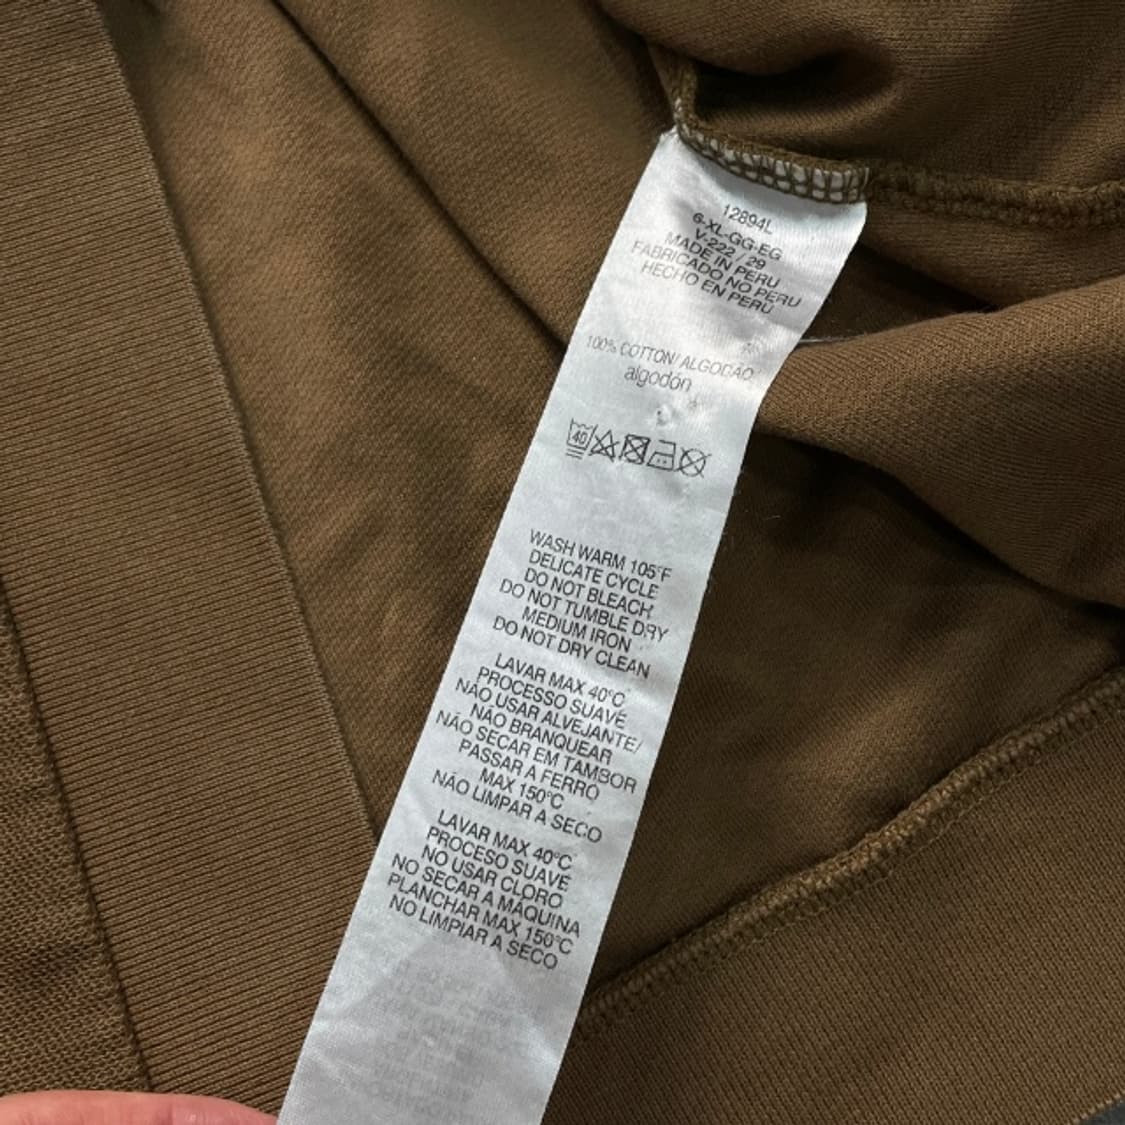 12894L
6-XL-GG-EG
V-222 / 29
MADE IN PERU
FABRICADO NO PERU
HECHO EN PERÚ
100% COTTON/ ALGODÃO
algodón
40
WASH WARM 105°F
DELICATE CYCLE
DO NOT BLEACH
DO NOT TUMBLE DRY
MEDIUM IRON
DO NOT DRY CLEAN
LAVAR MAX 40°C
PROCESSO SUAVE
NÃO USAR ALVEJANTE/
NÃO BRANQUEAR
NÃO SECAR EM TAMBOR
PASSAR A FERRO
MAX 150°C
NÃO LIMPAR A SECO
LAVAR MAX 40°C
PROCESO SUAVE
NO USAR CLORO
NO SECAR A MÁQUINA
PLANCHAR MAX 150°C
NO LIMPIAR A SECO